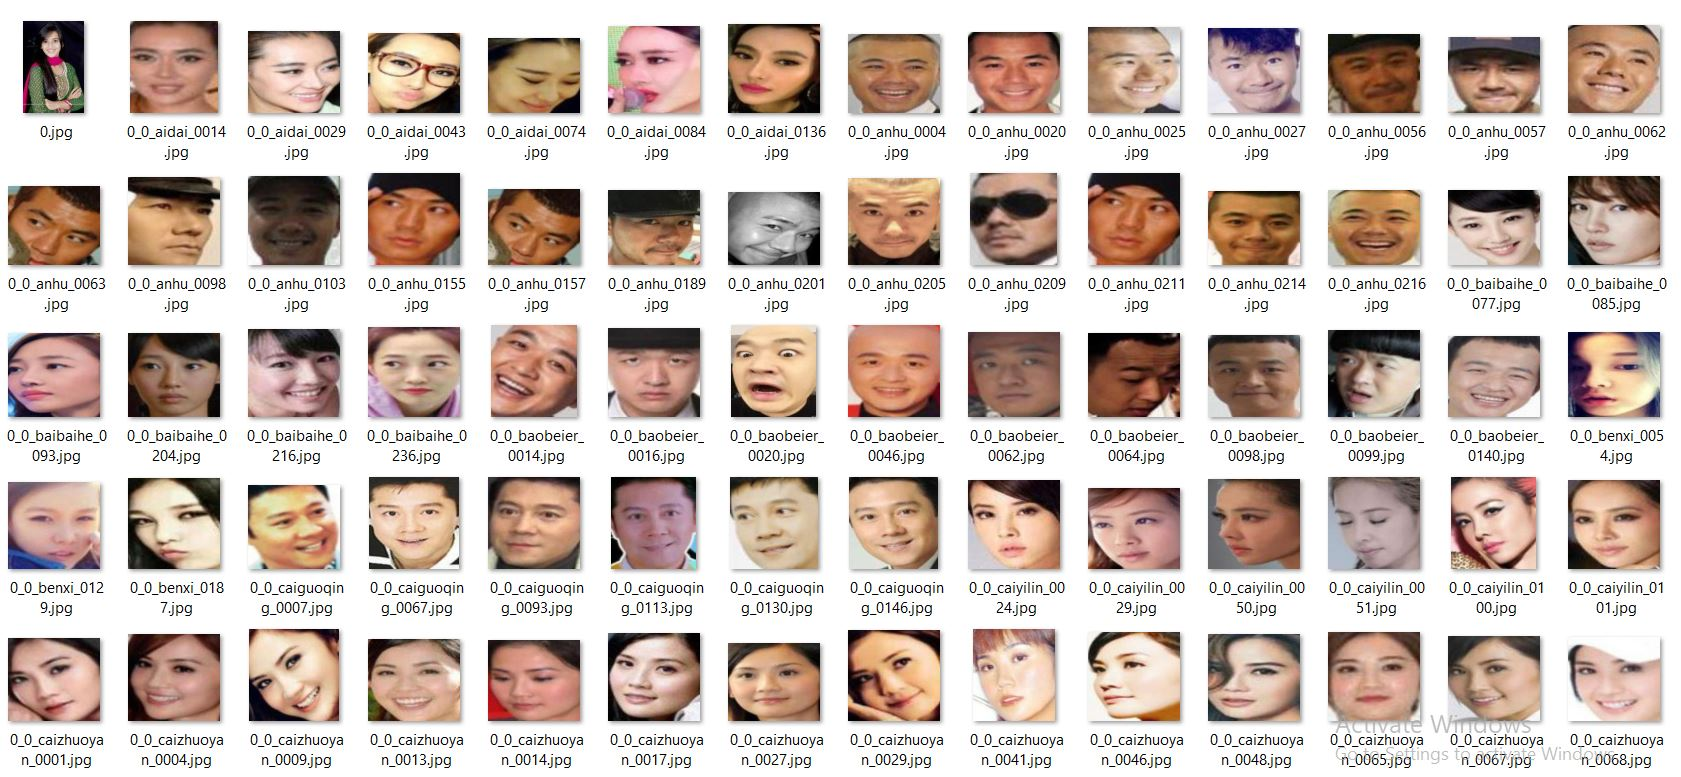 0.jpg
0_0_aidai_0014
.jpg
0_0_aidai_0029
.jpg
0_0_aidai_0043
.jpg
0_0_aidai_0074
.jpg
0_0_aidai_0084
.jpg
0_0_aidai_0136
.jpg
0_0_anhu_0004
.jpg
0_0_anhu_0020
.jpg
0_0_anhu_0025
.jpg
0_0_anhu_0027
.jpg
0_0_anhu_0056
.jpg
0_0_anhu_0057
.jpg
0_0_anhu_0062
.jpg
0_0_anhu_0063
.jpg
0_0_anhu_0098
.jpg
0_0_anhu_0103
.jpg
0_0_anhu_0155
.jpg
0_0_anhu_0157
.jpg
0_0_anhu_0189
.jpg
0_0_anhu_0201
.jpg
0_0_anhu_0205
.jpg
0_0_anhu_0209
.jpg
0_0_anhu_0211
.jpg
0_0_anhu_0214
.jpg
0_0_anhu_0216
.jpg
0_0_baibaihe_0
077.jpg
0_0_baibaihe_0
085.jpg
0_0_baibaihe_0
093.jpg
0_0_baibaihe_0
204.jpg
0_0_baibaihe_0
216.jpg
0_0_baibaihe_0
236.jpg
0_0_baobeier_
0014.jpg
0_0_baobeier_
0016.jpg
0_0_baobeier_
0020.jpg
0_0_baobeier_
0046.jpg
0_0_baobeier_
0062.jpg
0_0_baobeier_
0064.jpg
0_0_baobeier_
0098.jpg
0_0_baobeier_
0099.jpg
0_0_baobeier_
0140.jpg
0_0_benxi_005
4.jpg
0_0_benxi_012
9.jpg
0_0_benxi_018
7.jpg
0_0_caiguoqin
g_0007.jpg
0_0_caiguoqin
g_0067.jpg
0_0_caiguoqin
g_0093.jpg
0_0_caiguoqin
g_0113.jpg
0_0_caiguoqin
g_0130.jpg
0_0_caiguoqin
g_0146.jpg
0_0_caiyilin_00
24.jpg
0_0_caiyilin_00
29.jpg
0_0_caiyilin_00
50.jpg
0_0_caiyilin_00
51.jpg
0_0_caiyilin_01
00.jpg
0_0_caiyilin_01
01.jpg
0_0_caizhuoya
n_0001.jpg
0_0_caizhuoya
n_0004.jpg
0_0_caizhuoya
n_0009.jpg
0_0_caizhuoya
n_0013.jpg
0_0_caizhuoya
n_0014.jpg
0_0_caizhuoya
n_0017.jpg
0_0_caizhuoya
n_0027.jpg
0_0_caizhuoya
n_0029.jpg
0_0_caizhuoya
n_0041.jpg
0_0_caizhuoya
n_0046.jpg
0_0_caizhuoya
n_0048.jpg
0_0_caizhuoya
n_0065.jpg
0_0_caizhuoya
n_0067.jpg
0_0_caizhuoya
n_0068.jpg
Activate Windows
Go to Settings to activate Windows.